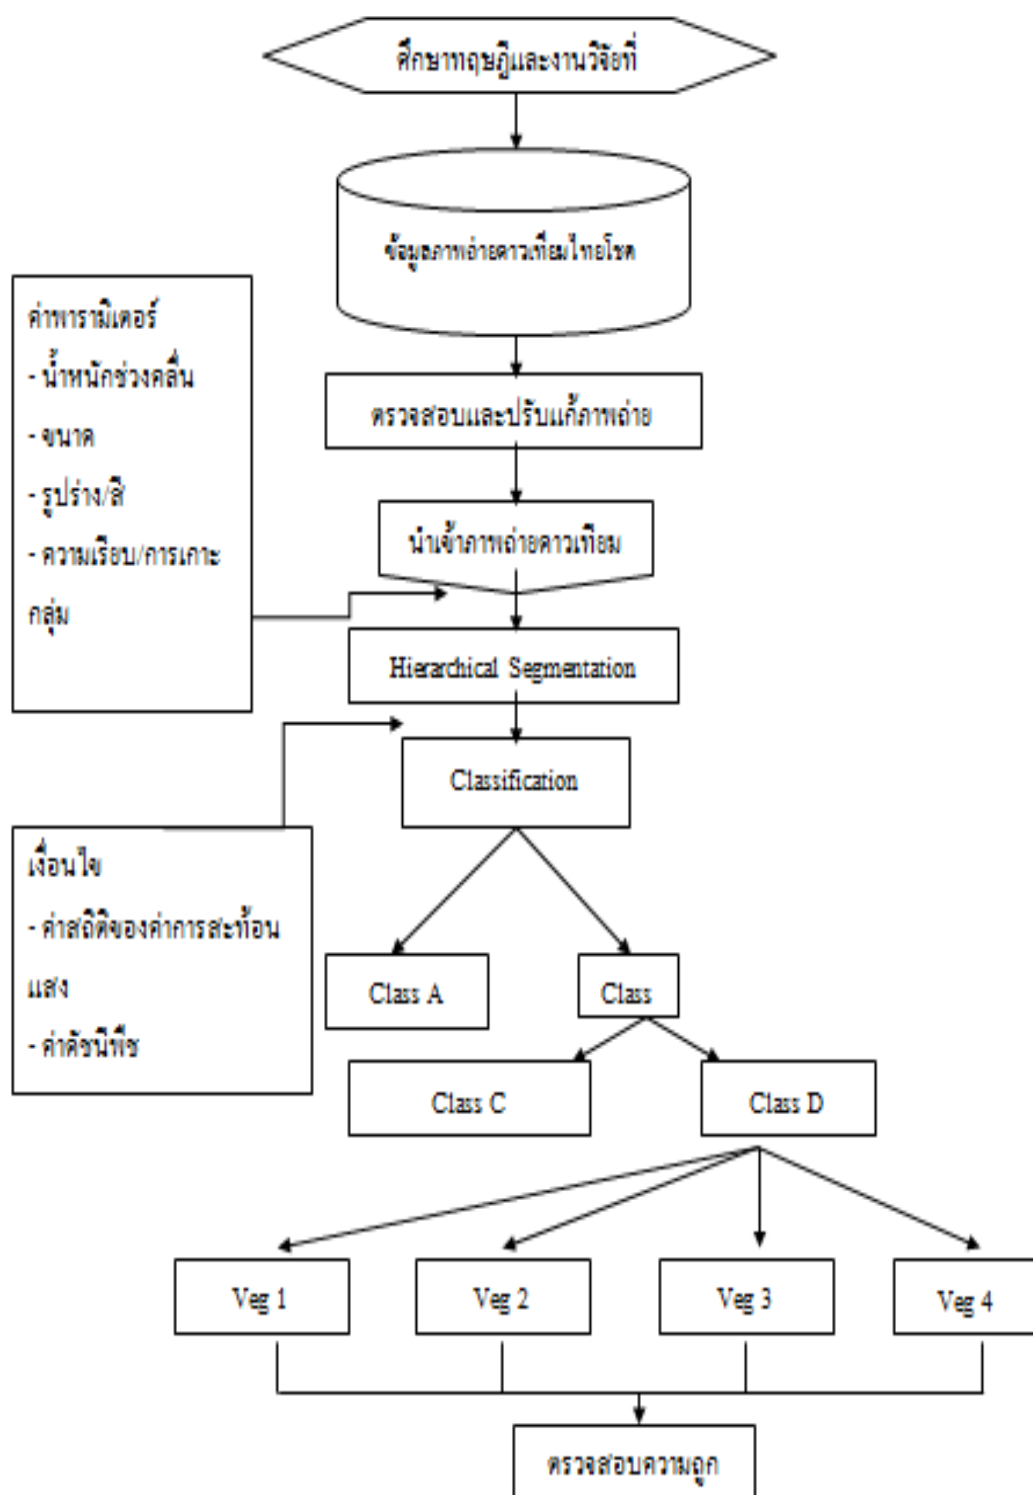 ศึกษาทฤษฎีและงานวิจัยที่
ข้อมูลภาพถ่ายดาวเทียมไทยโชต
ค่าพารามิเตอร์
- น้ำหนักช่วงคลื่น
- ขนาด
- รูปร่าง/สี
- ความเรียบ/การเกาะ
กลุ่ม
ตรวจสอบและปรับแก้ภาพถ่าย
นำเข้าภาพถ่ายดาวเทียม
Hierarchical Segmentation
Classification
เงื่อนไข
- ค่าสถิติของค่าการสะท้อน
แสง
- ค่าดัชนีพืช
Class A
Class
Class C
Class D
Veg 1
Veg 2
Veg 3
Veg 4
ตรวจสอบความถูก